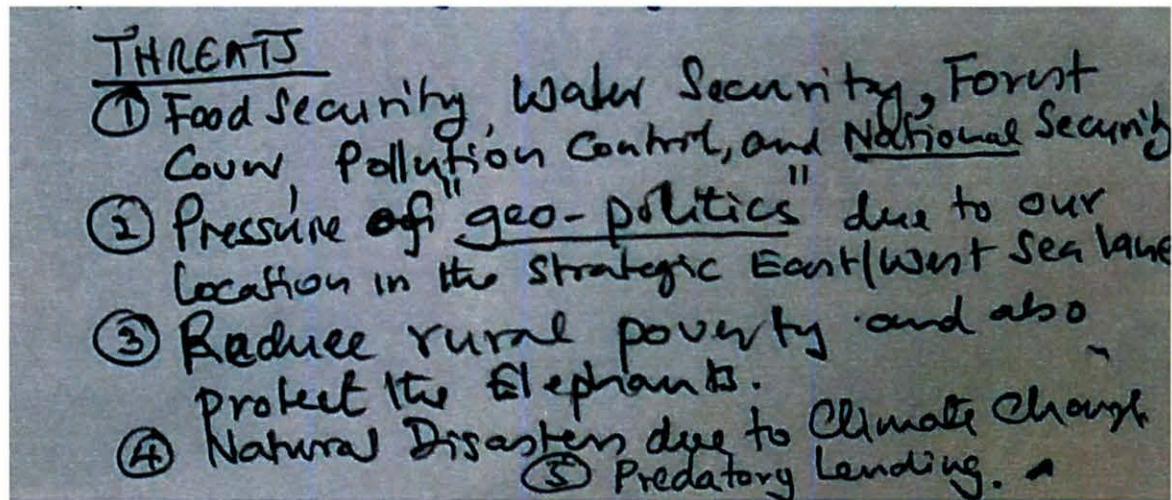 THREATS
① Food Security, Water Security, Forest
Cover, Pollution Control, and National Security
② Pressure of "geo-politics" due to our
location in the Strategic East/West Sea lane
③ Reduce rural poverty and also
protect the Elephants.
④ Natural Disasters due to Climate Change
⑤ Predatory Lending.